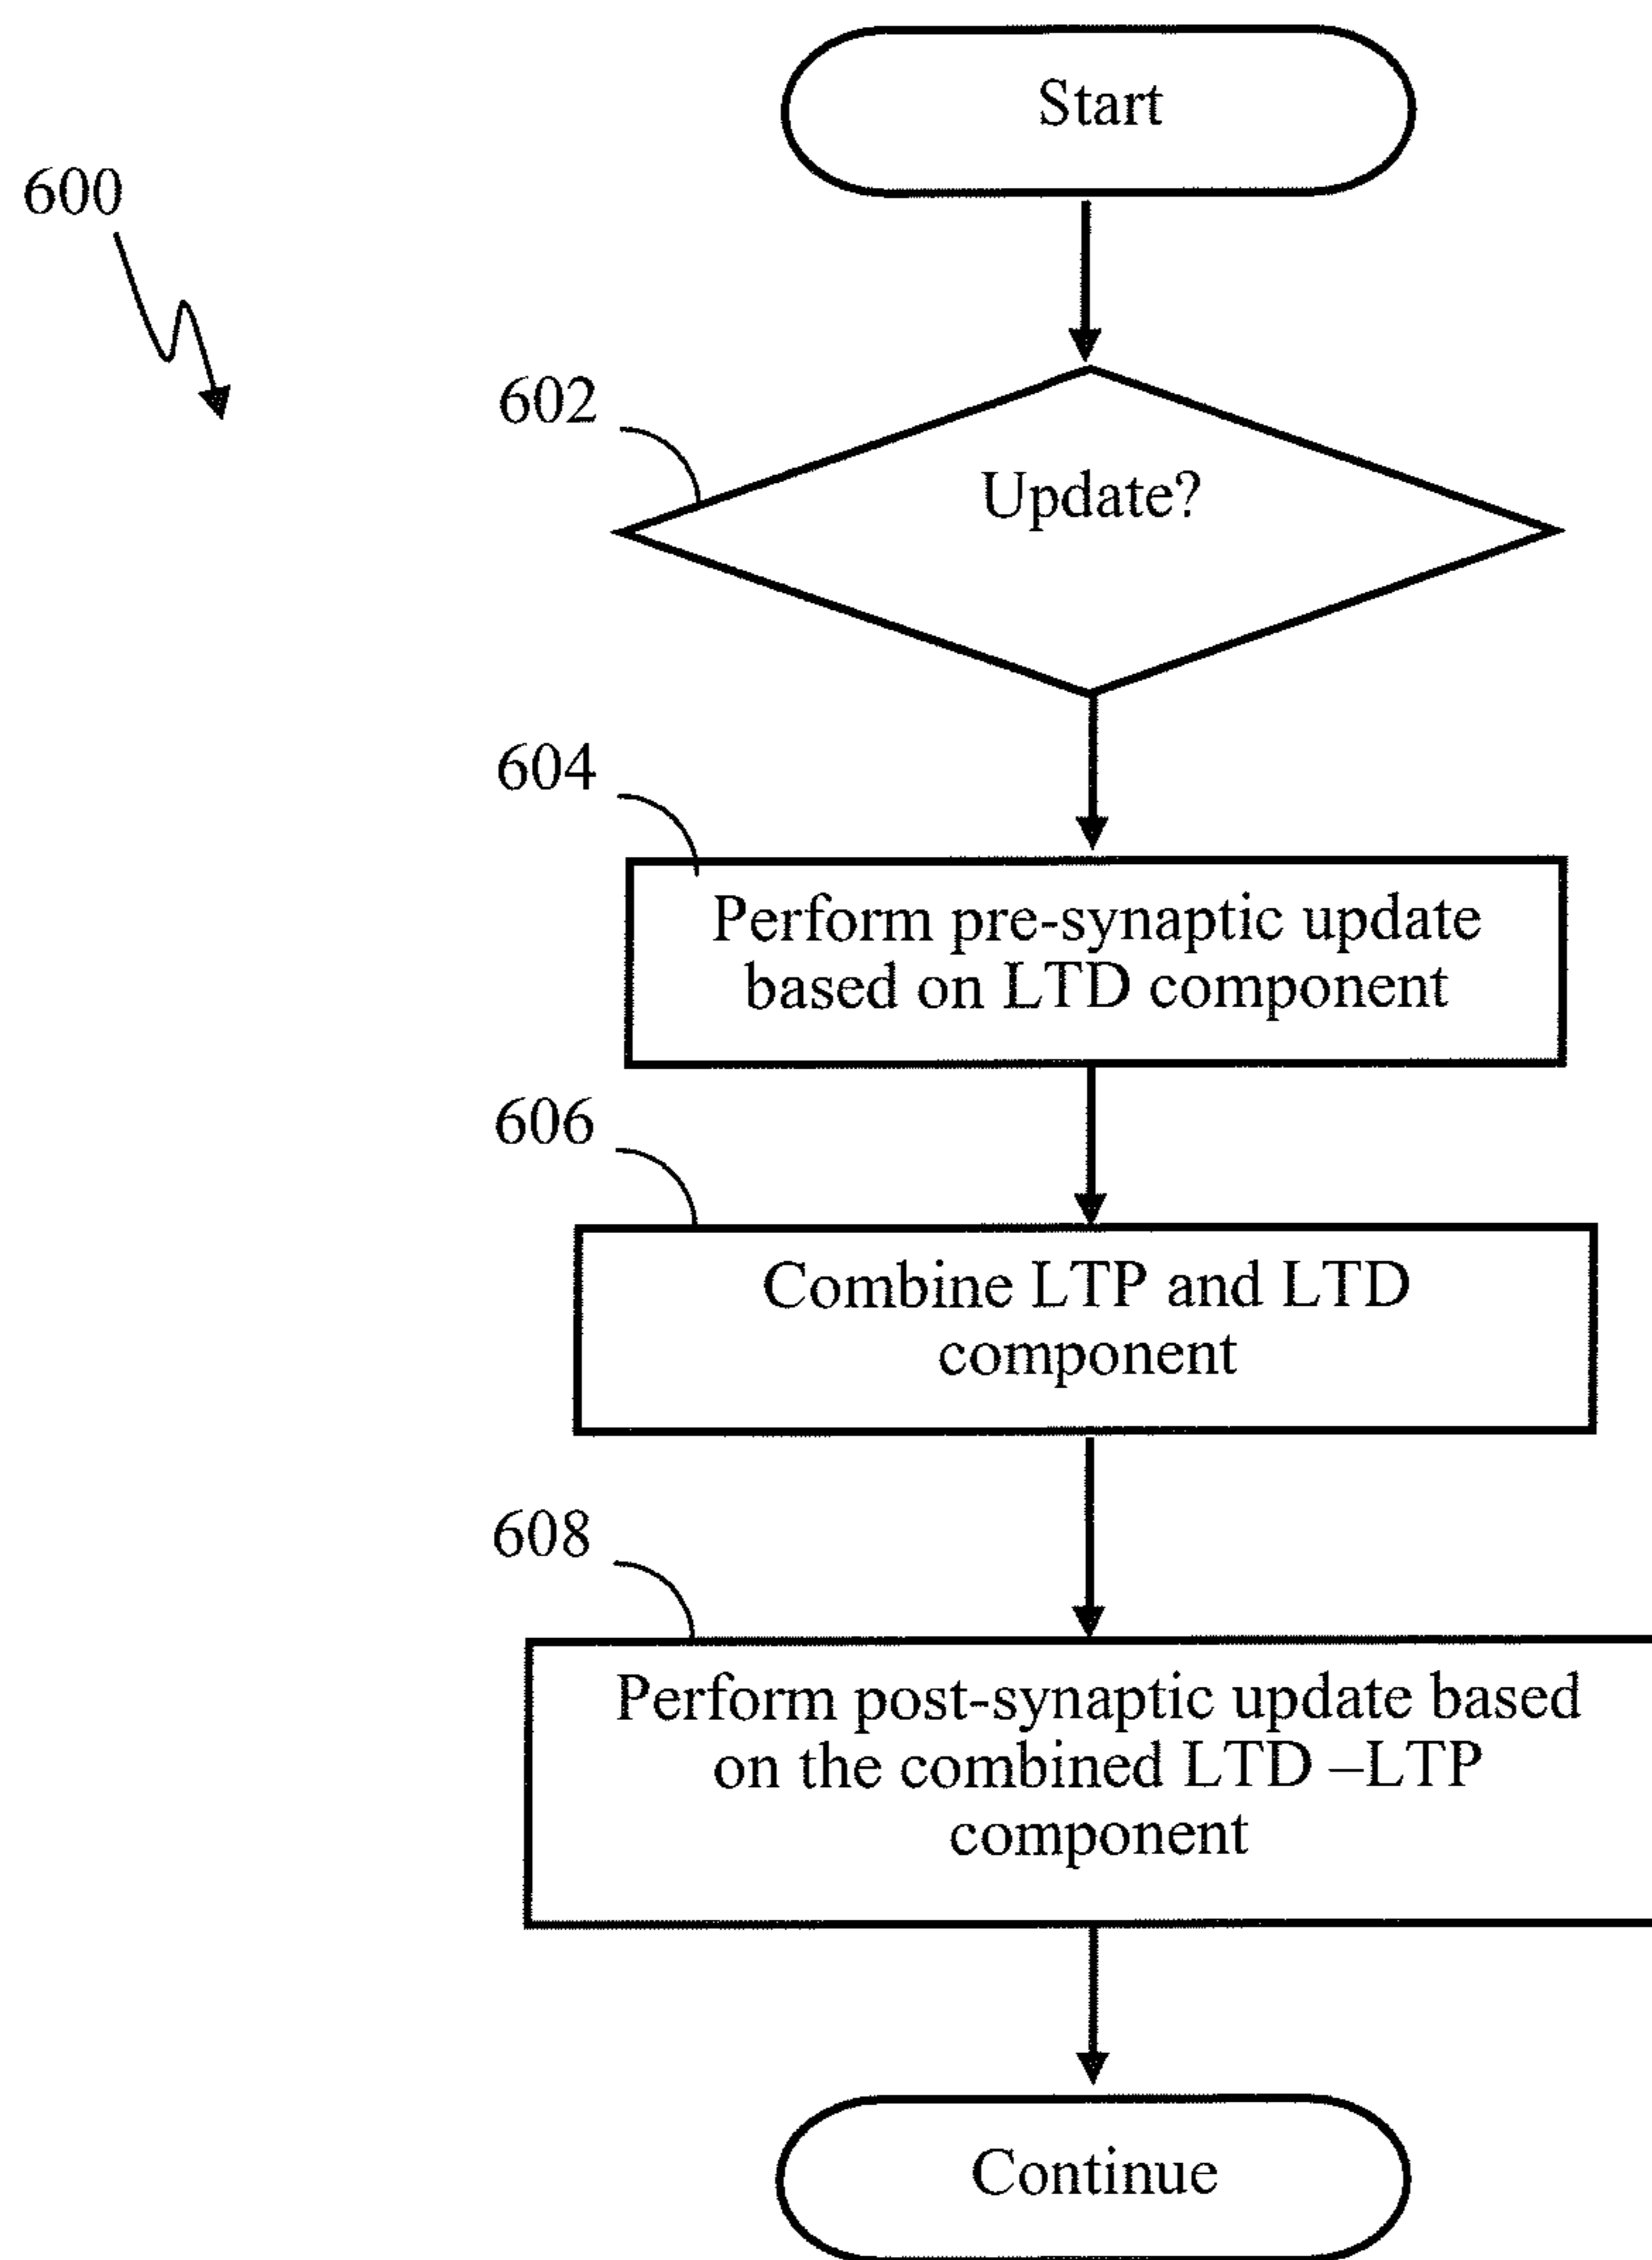 Start
600
602
Update?
604
Perform pre-synaptic update
based on LTD component
606
Combine LTP and LTD
component
608
Perform post-synaptic update based
on the combined LTD –LTP
component
Continue